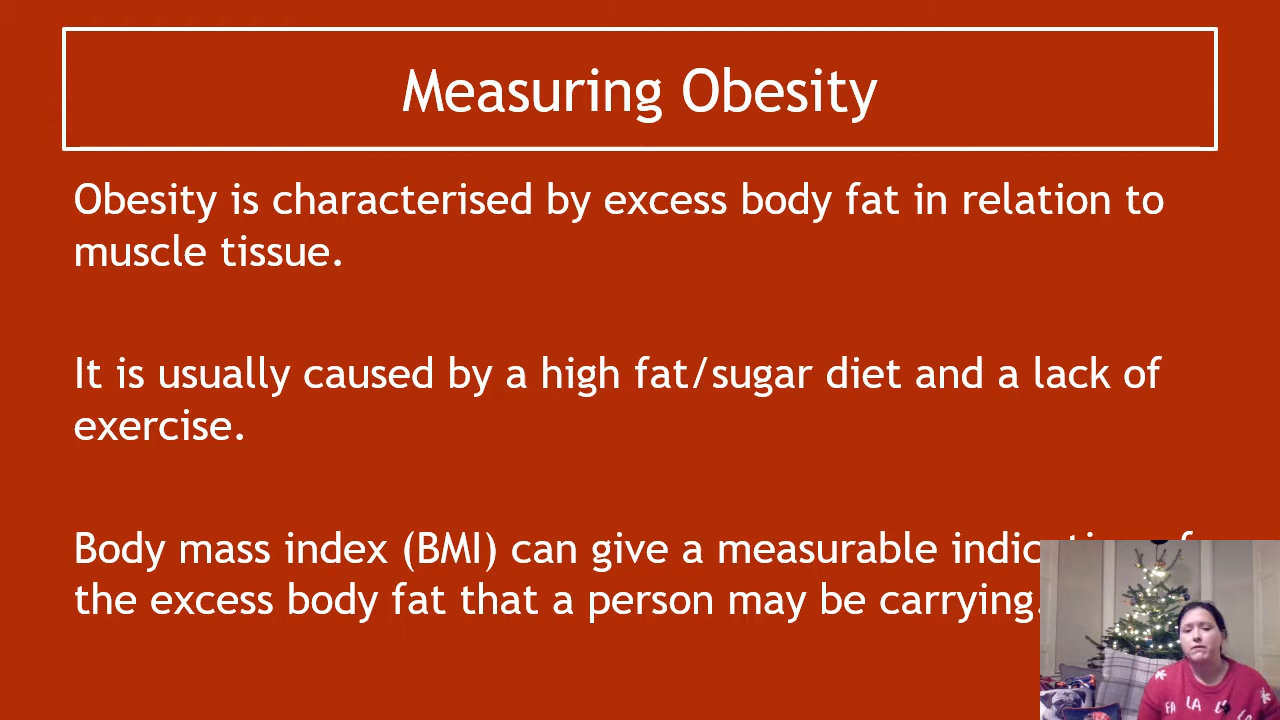 Measuring Obesity
Obesity is characterised by excess body fat in relation to
muscle tissue.
It is usually caused by a high fat/sugar diet and a lack of
exercise.
Body mass index (BMI) can give a measurable
the excess body fat that a person may be carrying.
FA LA